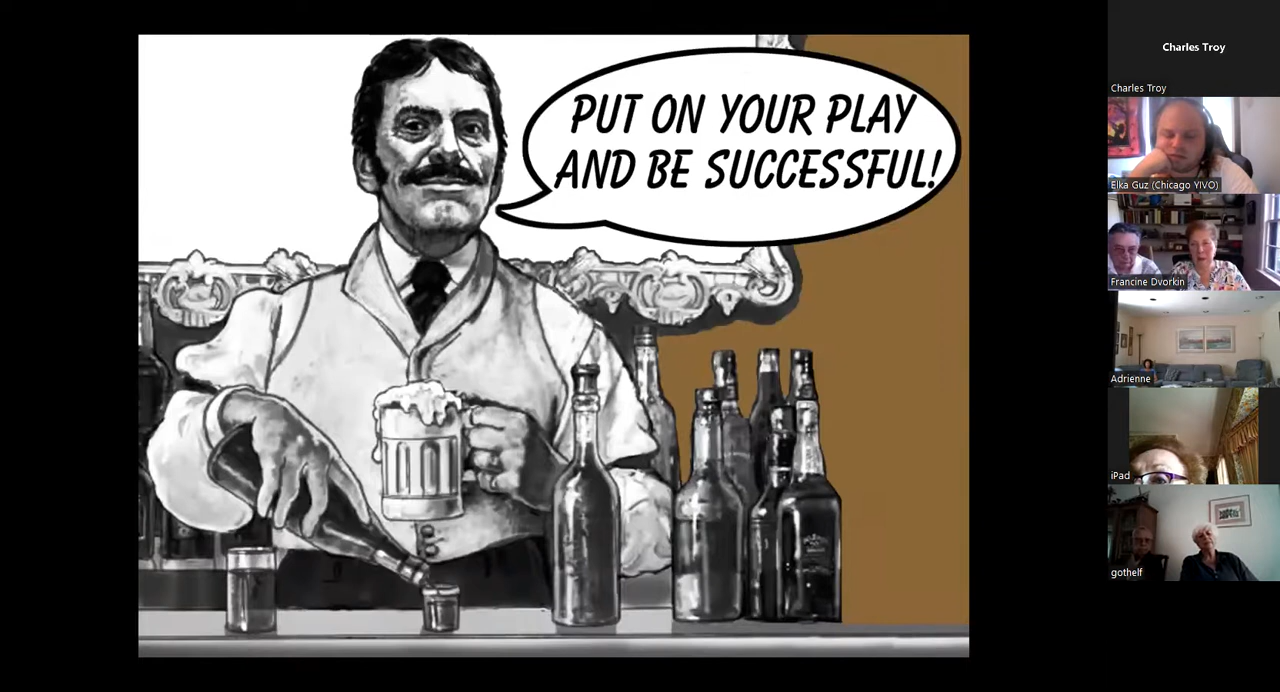 PUT ON YOUR PLAY
AND BE SUCCESSFUL!
Charles Troy
Charles Troy
Elka Guz (Chicago YIVO)
Francine Dvorkin
Adrienne
iPad
gothelf